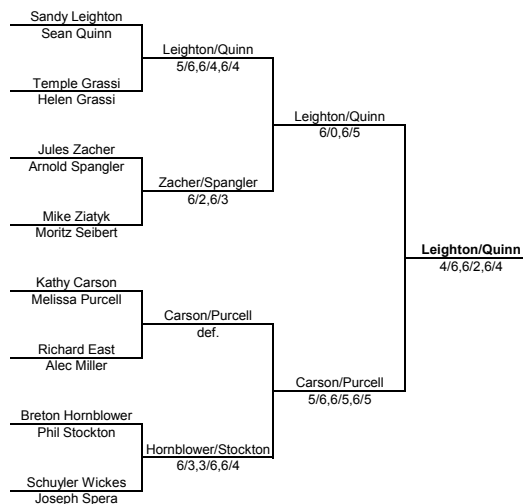 Sandy Leighton
Sean Quinn
Leighton/Quinn
5/6,6/4,6/4
Temple Grassi
Helen Grassi
Leighton/Quinn
6/0,6/5
Jules Zacher
Arnold Spangler
Zacher/Spangler
6/2,6/3
Mike Ziatyk
Moritz Seibert
Leighton/Quinn
4/6,6/2,6/4
Kathy Carson
Melissa Purcell
Carson/Purcell
def.
Richard East
Alec Miller
Carson/Purcell
5/6,6/5,6/5
Breton Hornblower
Phil Stockton
Hornblower/Stockton
6/3,3/6,6/4
Schuyler Wickes
Joseph Spera